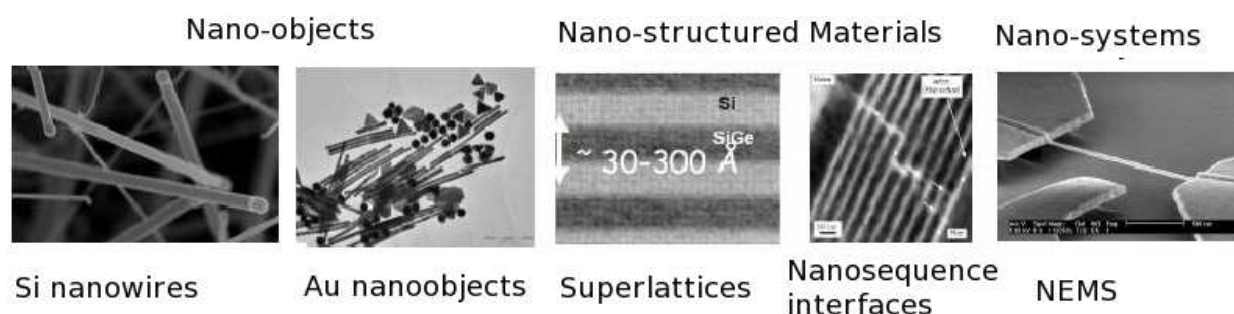 Nano-objects
Nano-structured Materials
Nano-systems
Si
SiGe
~ 30-300 Å
Si nanowires
Au nanoobjects
Superlattices
Nanosequence
interfaces
NEMS